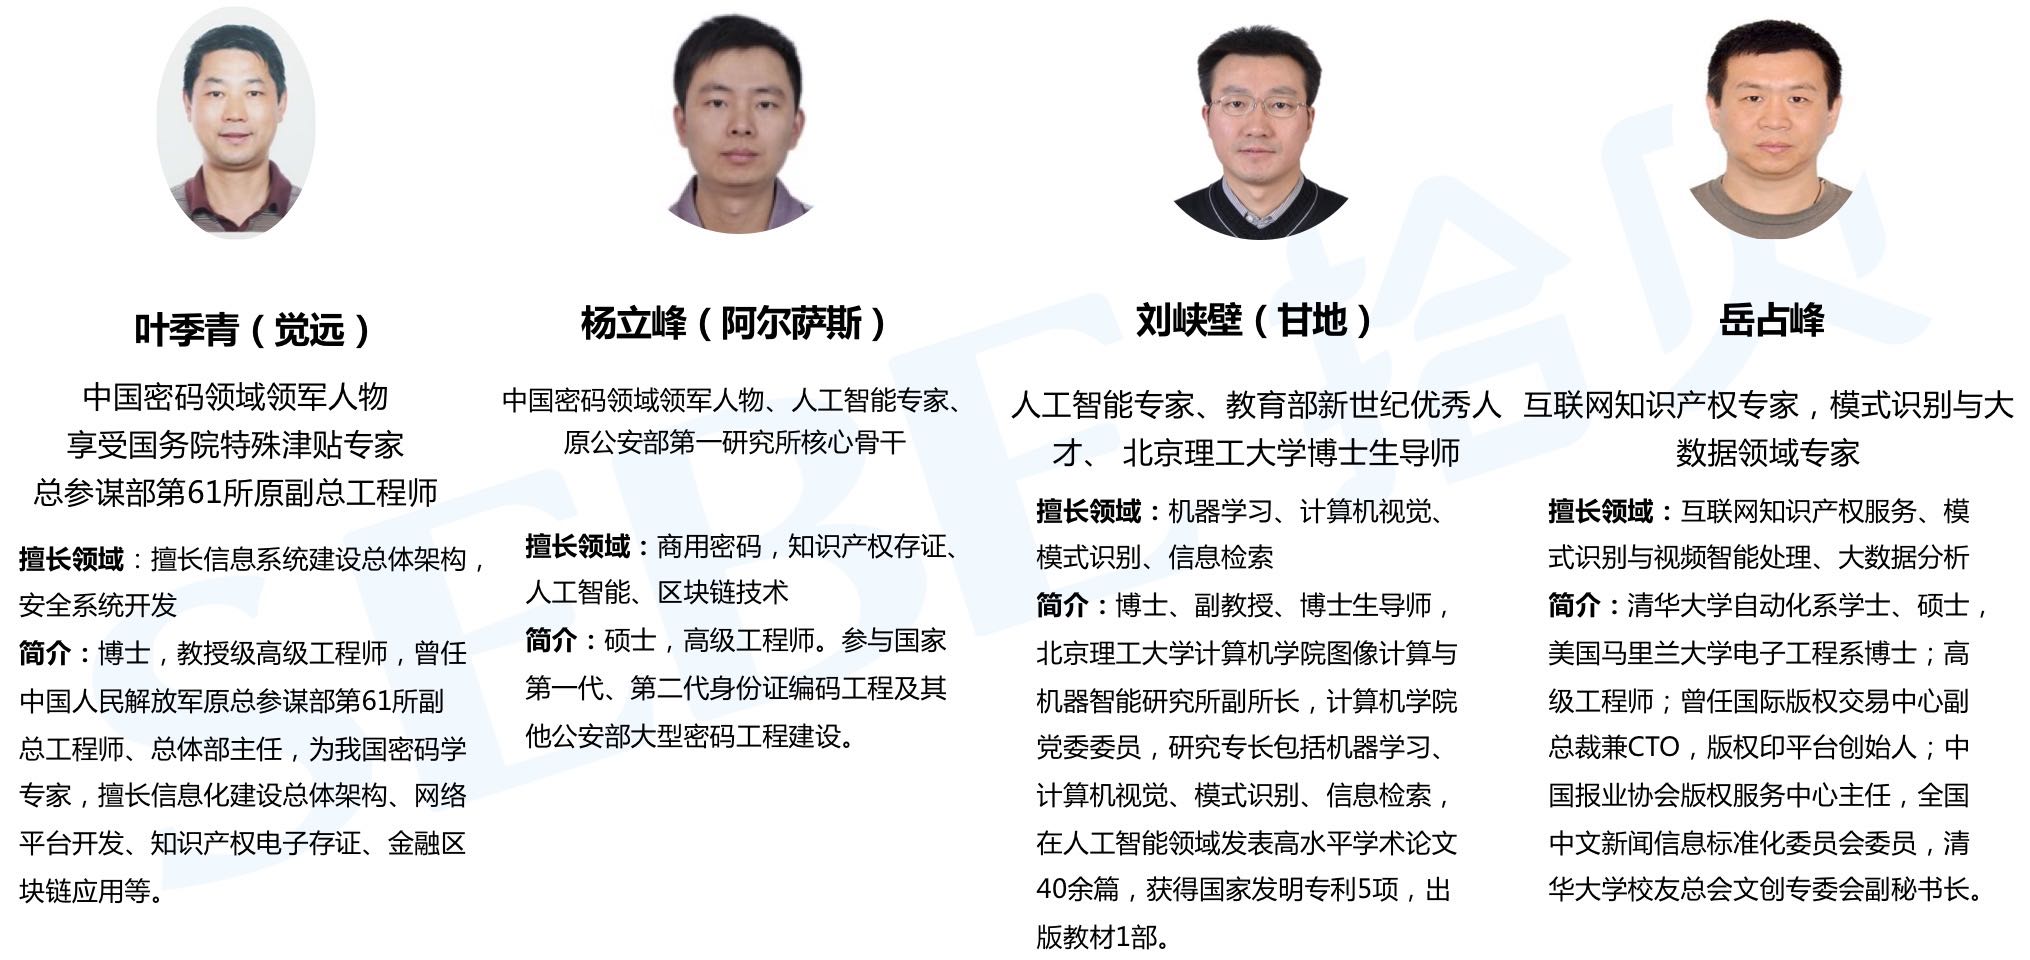 叶季青（觉远）
中国密码领域领军人物
享受国务院特殊津贴专家
总参谋部第61所原副总工程师
擅长领域：擅长信息系统建设总体架构，
安全系统开发
简介：博士，教授级高级工程师，曾任
中国人民解放军原总参谋部第61所副
总工程师、总体部主任，为我国密码学
专家，擅长信息化建设总体架构、网络
平台开发、知识产权电子存证、金融区
块链应用等。
杨立峰（阿尔萨斯）
中国密码领域领军人物、人工智能专家、
原公安部第一研究所核心骨干
擅长领域：商用密码，知识产权存证、
人工智能、区块链技术
简介：硕士，高级工程师。参与国家
第一代、第二代身份证编码工程及其
他公安部大型密码工程建设。
刘峡壁（甘地）
人工智能专家、教育部新世纪优秀人
才、 北京理工大学博士生导师
擅长领域：机器学习、计算机视觉、
模式识别、信息检索
简介：博士、副教授、博士生导师，
北京理工大学计算机学院图像计算与
机器智能研究所副所长，计算机学院
党委委员，研究专长包括机器学习、
计算机视觉、模式识别、信息检索，
在人工智能领域发表高水平学术论文
40余篇，获得国家发明专利5项，出
版教材1部。
岳占峰
互联网知识产权专家，模式识别与大
数据领域专家
擅长领域：互联网知识产权服务、模
式识别与视频智能处理、大数据分析
简介：清华大学自动化系学士、硕士，
美国马里兰大学电子工程系博士；高
级工程师；曾任国际版权交易中心副
总裁兼CTO，版权印平台创始人；中
国报业协会版权服务中心主任，全国
中文新闻信息标准化委员会委员，清
华大学校友总会文创专委会副秘书长。
SEBE 拾贝